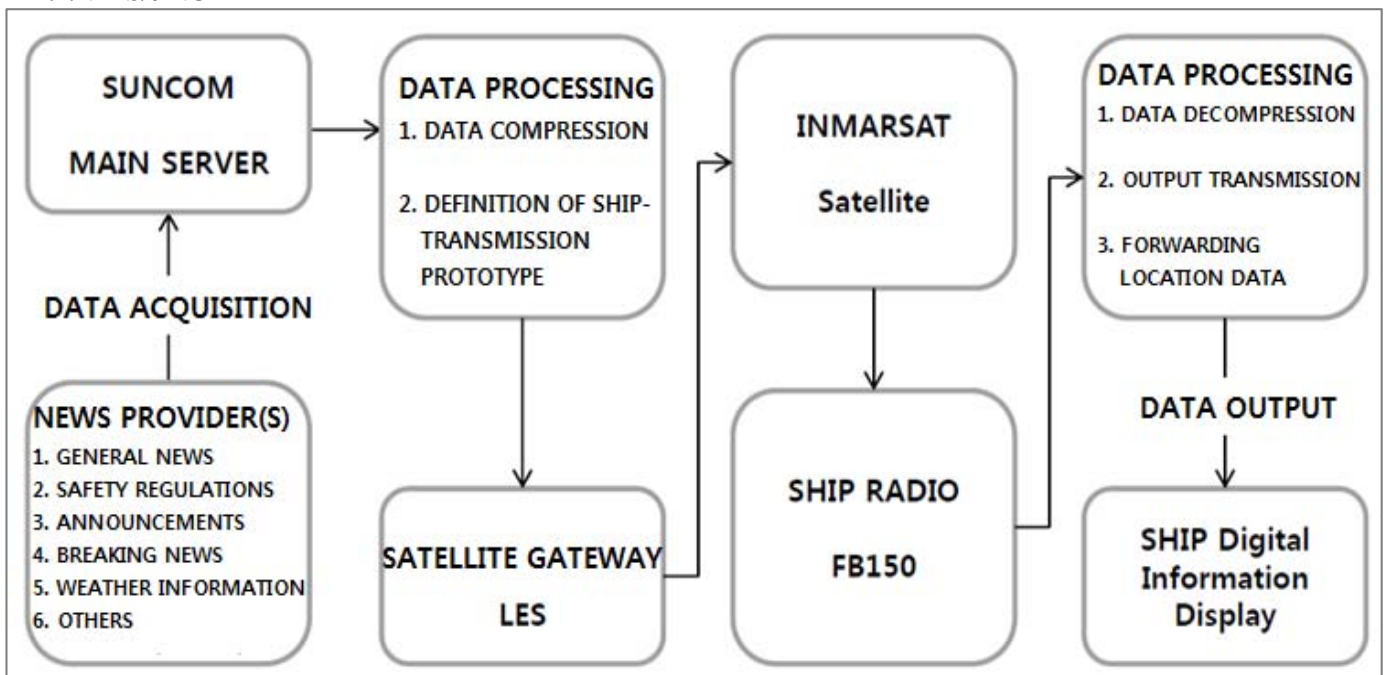 SUNCOM
MAIN SERVER
DATA ACQUISITION
NEWS PROVIDER(S)
1. GENERAL NEWS
2. SAFETY REGULATIONS
3. ANNOUNCEMENTS
4. BREAKING NEWS
5. WEATHER INFORMATION
6. OTHERS
DATA PROCESSING
1. DATA COMPRESSION
2. DEFINITION OF SHIP-
TRANSMISSION
PROTOTYPE
SATELLITE GATEWAY
LES
INMARSAT
Satellite
SHIP RADIO
FB150
DATA PROCESSING
1. DATA DECOMPRESSION
2. OUTPUT TRANSMISSION
3. FORWARDING
LOCATION DATA
DATA OUTPUT
SHIP Digital
Information
Display